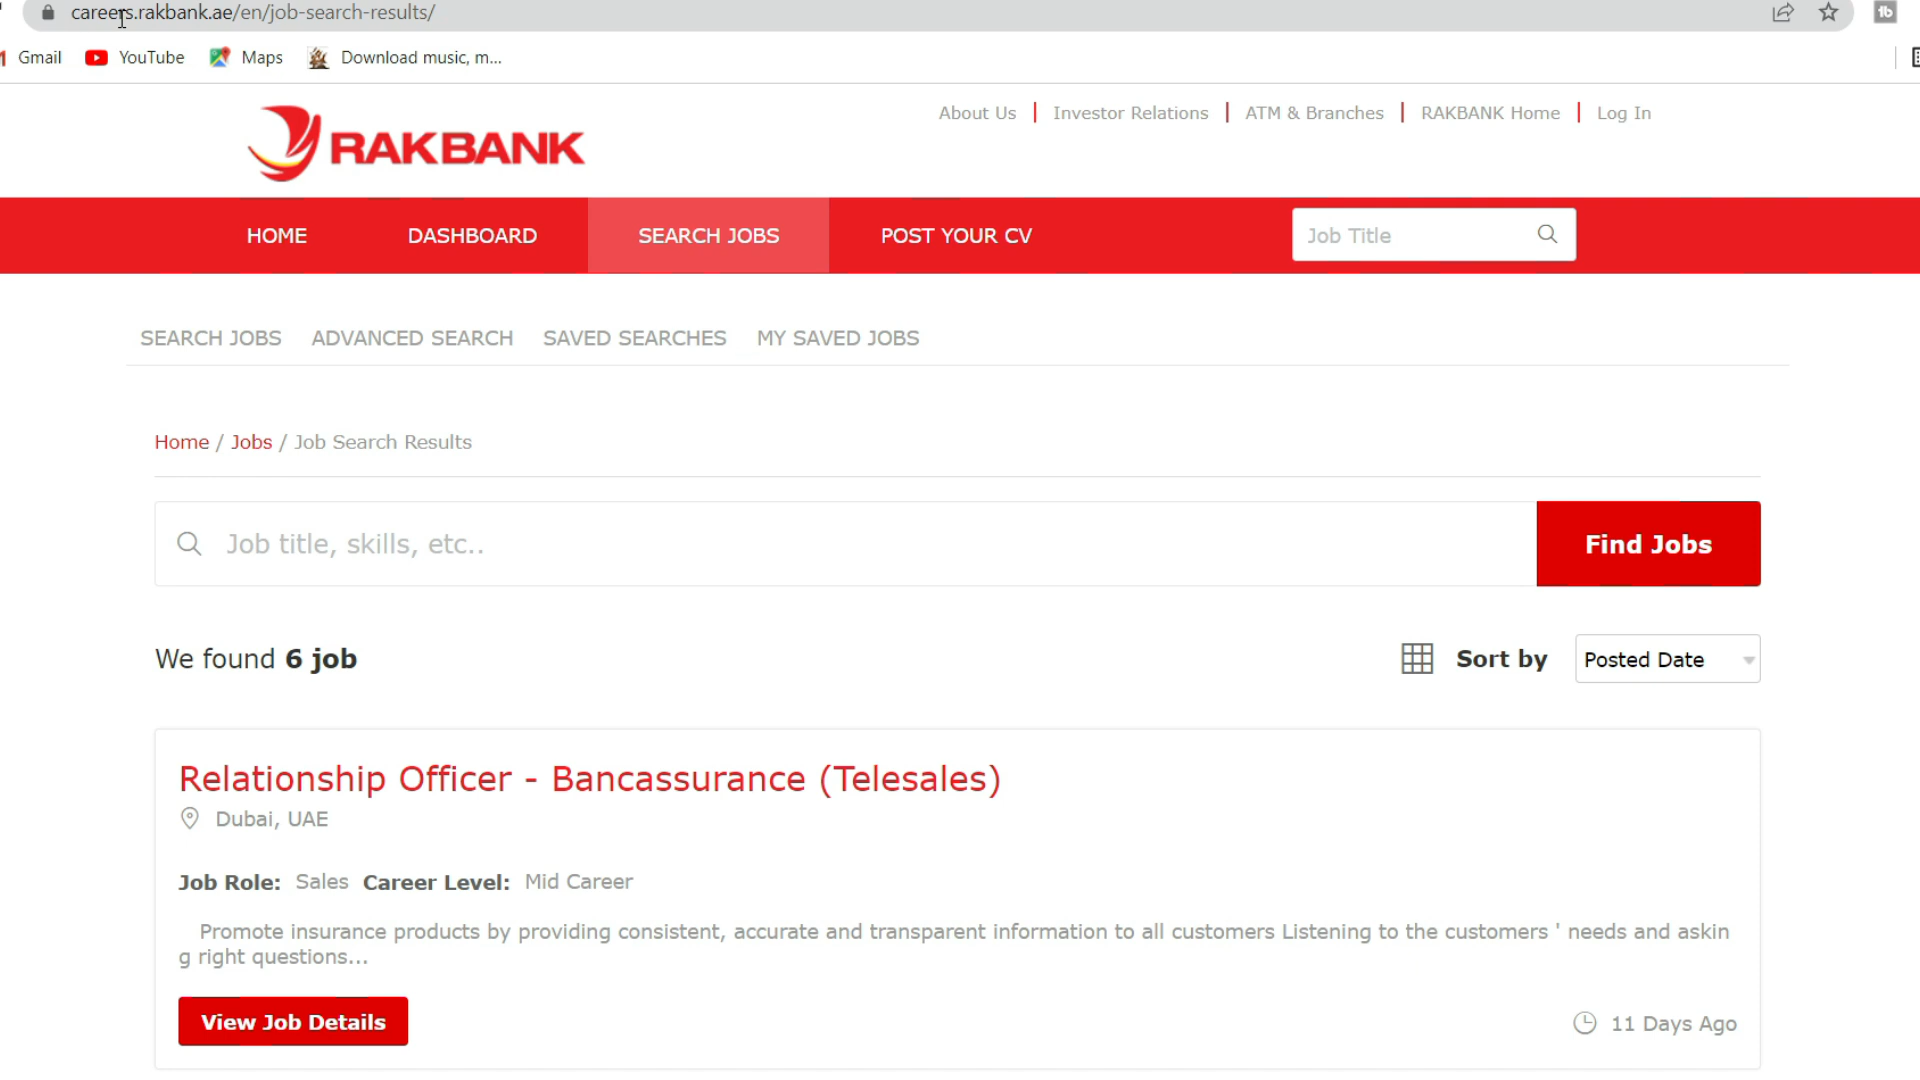 careers.rakbank.ae/en/job-search-results/
Gmail YouTube Maps Download music, m...
About Us Investor Relations ATM & Branches RAKBANK Home Log In
RAKBANK
HOME DASHBOARD SEARCH JOBS POST YOUR CV Job Title
SEARCH JOBS ADVANCED SEARCH SAVED SEARCHES MY SAVED JOBS
Home / Jobs / Job Search Results
Job title, skills, etc.. Find Jobs
We found 6 job Sort by Posted Date
Relationship Officer - Bancassurance (Telesales)
Dubai, UAE
Job Role: Sales Career Level: Mid Career
Promote insurance products by providing consistent, accurate and transparent information to all customers Listening to the customers ' needs and askin
g right questions...
View Job Details 11 Days Ago